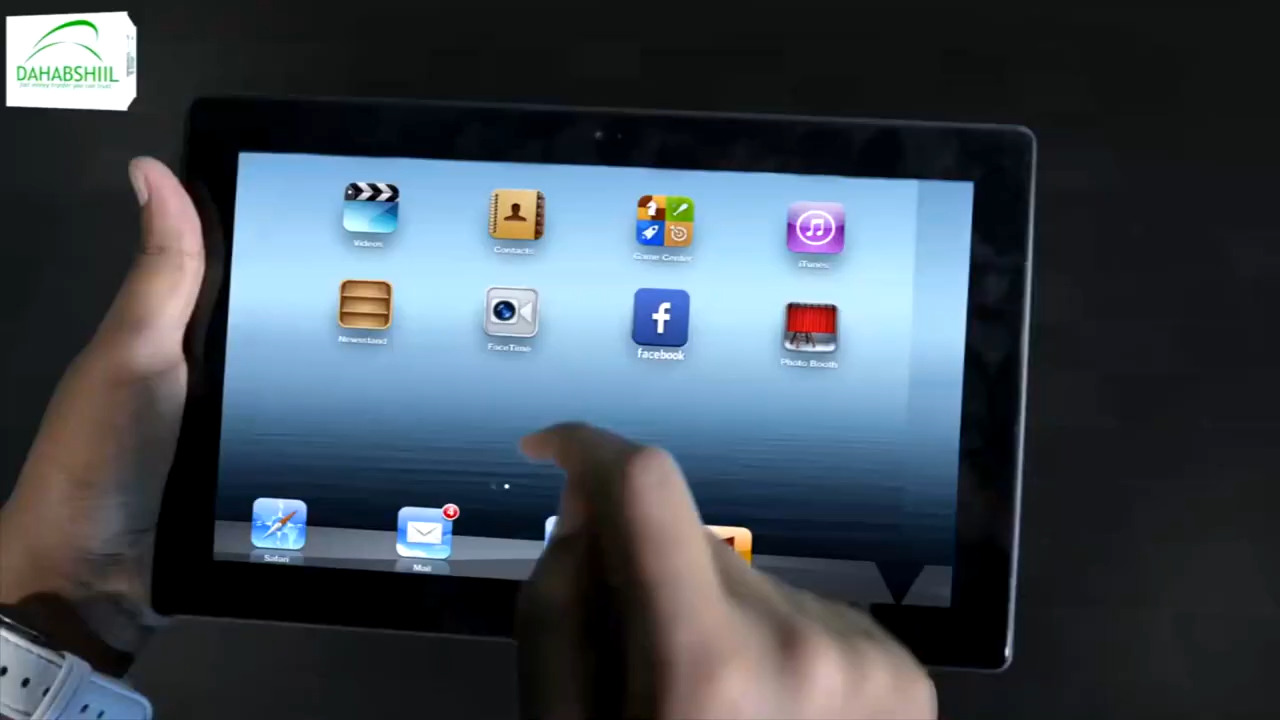 DAHABSHIIL
Videos
Contacts
Game Center
iTunes
Newsstand
FaceTime
f
facebook
Photo Booth
4
Safari
Mail